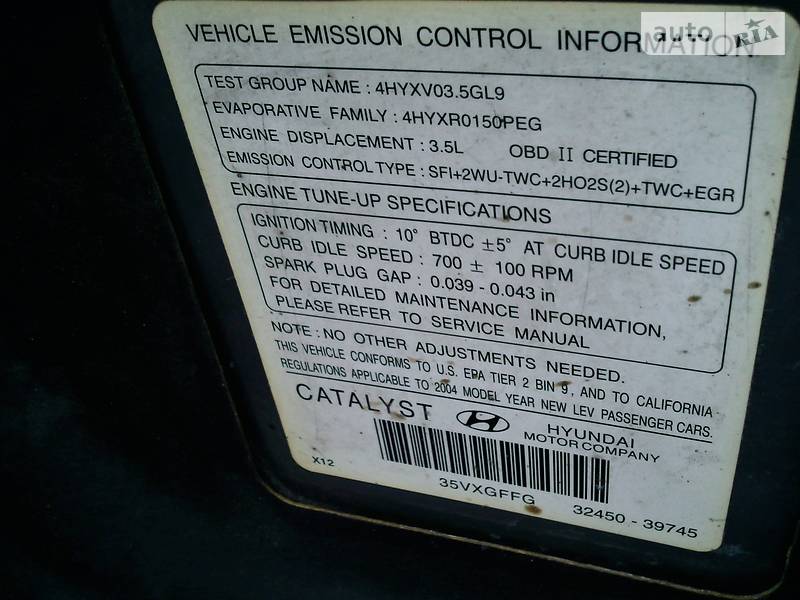 VEHICLE EMISSION CONTROL INFORMATION
auto RIA
TEST GROUP NAME : 4HYXV03.5GL9
EVAPORATIVE FAMILY : 4HYXR0150PEG
ENGINE DISPLACEMENT : 3.5L OBD II CERTIFIED
EMISSION CONTROL TYPE : SFI+2WU-TWC+2HO2S(2)+TWC+EGR
ENGINE TUNE-UP SPECIFICATIONS
IGNITION TIMING : 10° BTDC ±5° AT CURB IDLE SPEED
CURB IDLE SPEED : 700 ± 100 RPM
SPARK PLUG GAP : 0.039 - 0.043 in
FOR DETAILED MAINTENANCE INFORMATION,
PLEASE REFER TO SERVICE MANUAL
NOTE : NO OTHER ADJUSTMENTS NEEDED.
THIS VEHICLE CONFORMS TO U.S. EPA TIER 2 BIN 9, AND TO CALIFORNIA
REGULATIONS APPLICABLE TO 2004 MODEL YEAR NEW LEV PASSENGER CARS.
CATALYST HYUNDAI
MOTOR COMPANY
X12
35VXGFFG
32450 - 39745